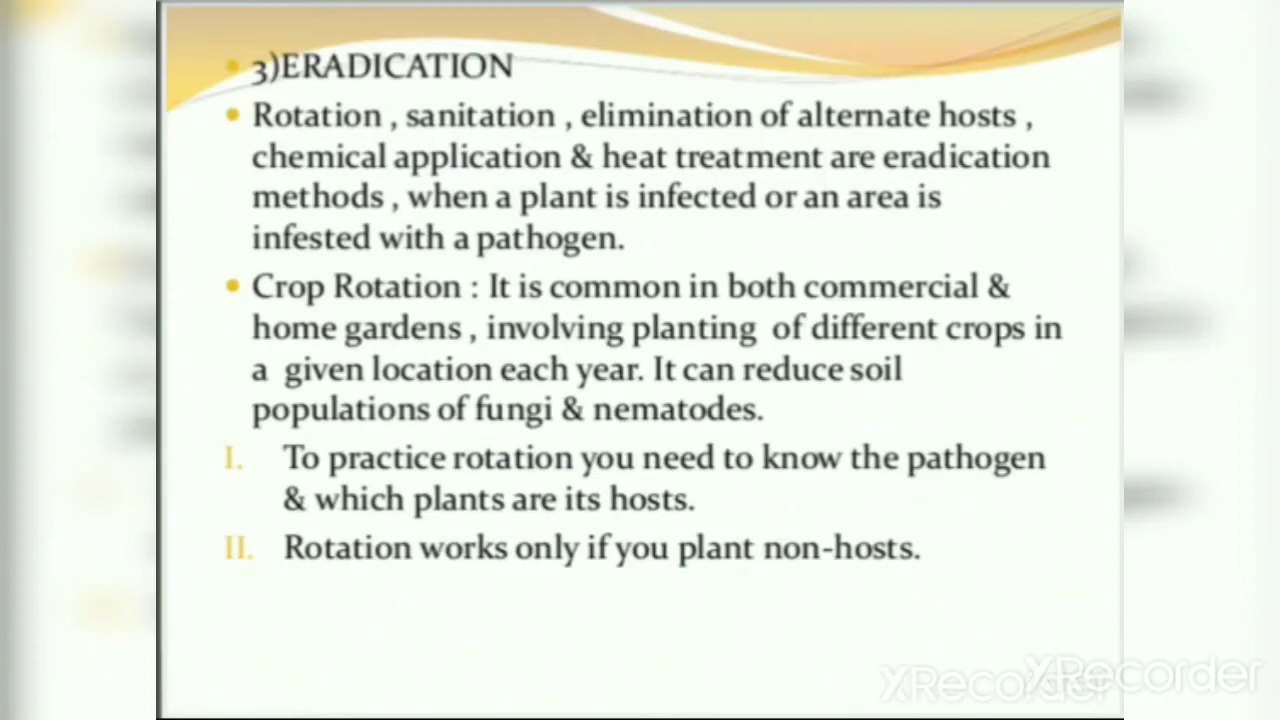 3)ERADICATION
Rotation , sanitation , elimination of alternate hosts ,
chemical application & heat treatment are eradication
methods , when a plant is infected or an area is
infested with a pathogen.
Crop Rotation : It is common in both commercial &
home gardens , involving planting of different crops in
a given location each year. It can reduce soil
populations of fungi & nematodes.
I. To practice rotation you need to know the pathogen
& which plants are its hosts.
II. Rotation works only if you plant non-hosts.
XRecorder
XRecorder